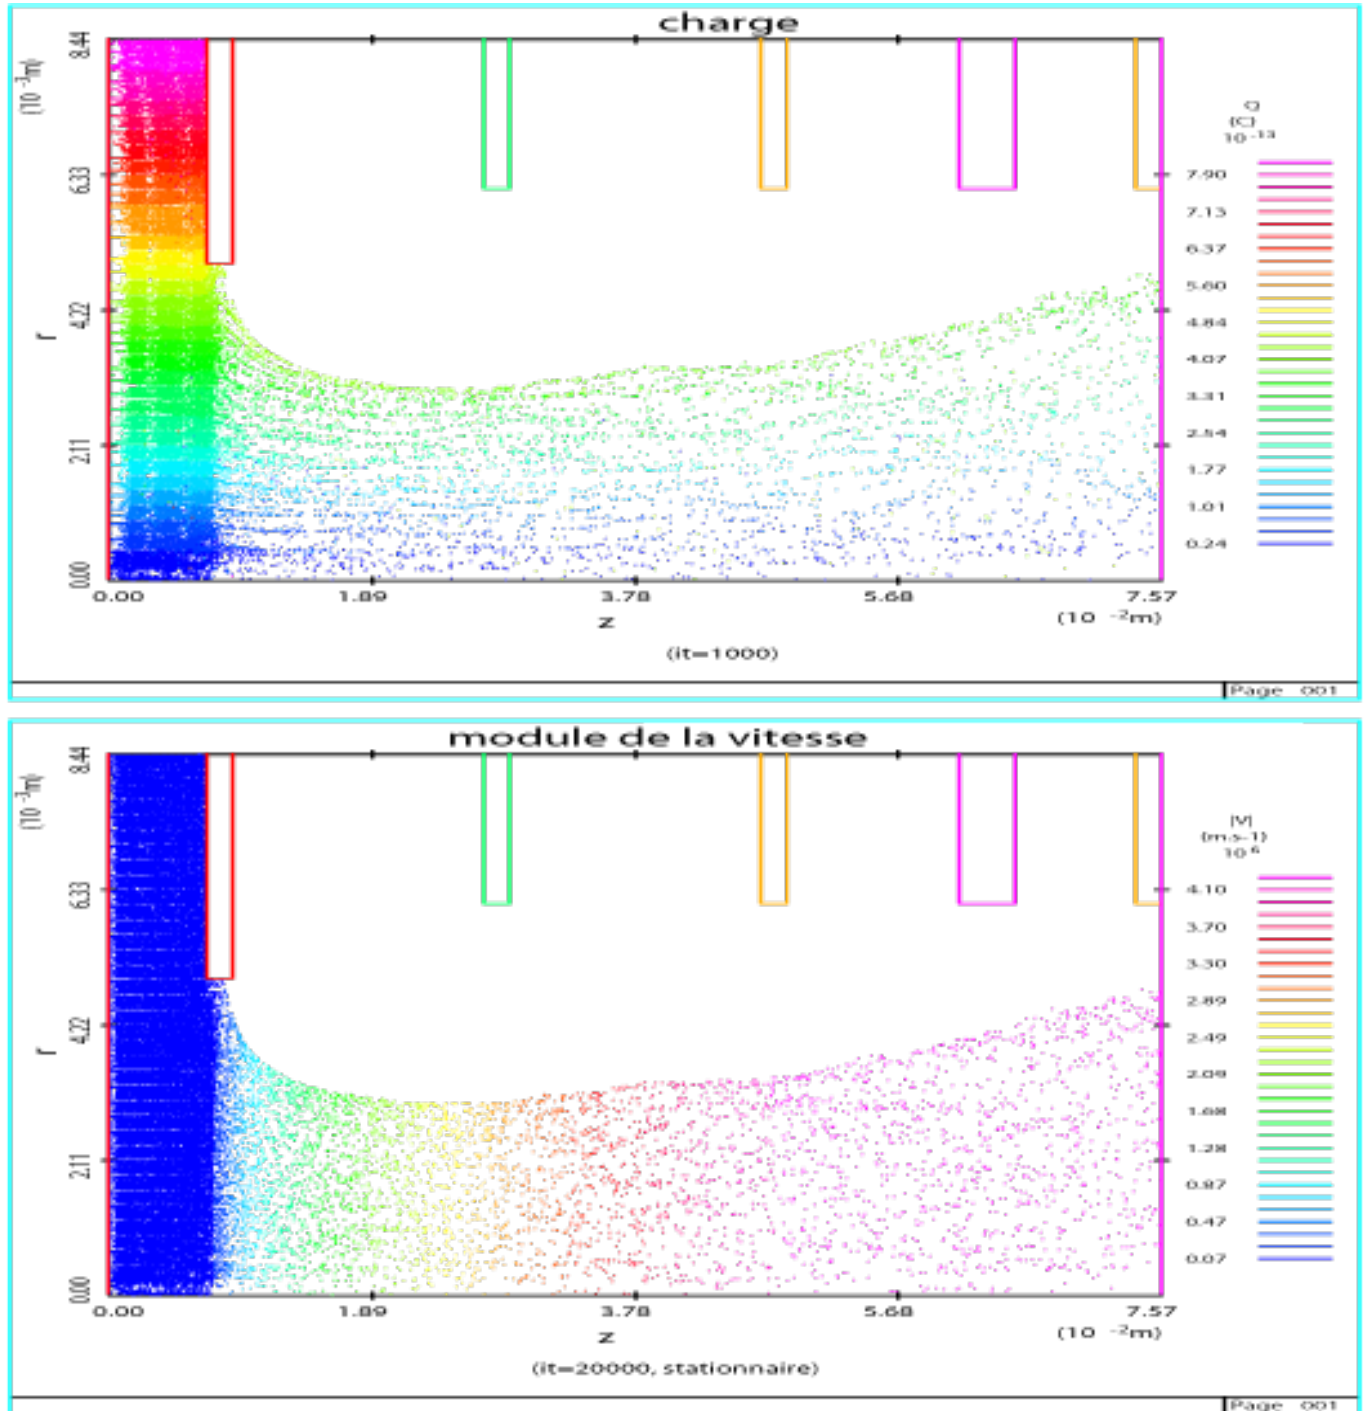 charge
8.44
(10 -3m)
6.33
4.22
r
2.11
0.00
0.00 1.89 3.78 5.68 7.57
z (10 -2m)
(it=1000)
Q
(C)
10 -13
7.90
7.13
6.37
5.60
4.84
4.07
3.31
2.54
1.77
1.01
0.24
Page 001
module de la vitesse
8.44
(10 -3m)
6.33
4.22
r
2.11
0.00
0.00 1.89 3.78 5.68 7.57
z (10 -2m)
(it=20000, stationnaire)
|V|
(m.s-1)
10 6
4.10
3.70
3.30
2.89
2.49
2.09
1.68
1.28
0.87
0.47
0.07
Page 001